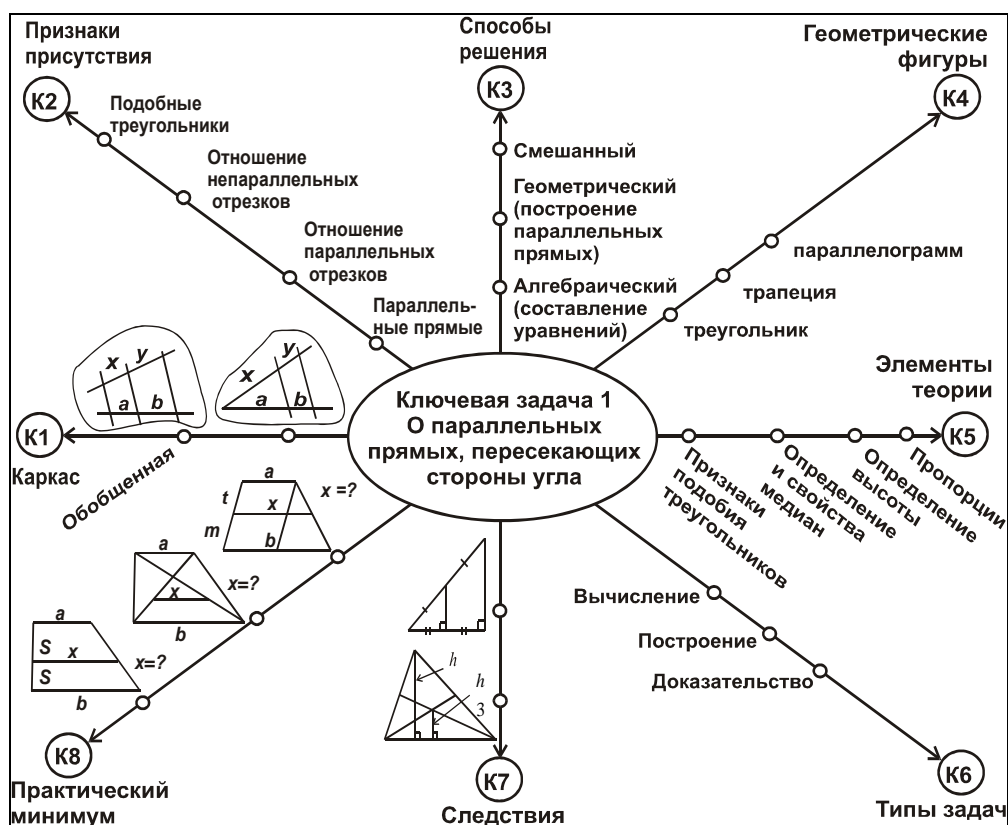 Признаки
присутствия
К2
Подобные
треугольники
Отношение
непараллельных
отрезков
Отношение
параллельных
отрезков
Параллель-
ные прямые
Способы
решения
К3
Смешанный
Геометрический
(построение
параллельных
прямых)
Алгебраический
(составление
уравнений)
Геометрические
фигуры
К4
параллелограмм
трапеция
треугольник
x y
a b
x y
a b
К1
Каркас
Обобщенная
Ключевая задача 1
О параллельных
прямых, пересекающих
стороны угла
Элементы
теории
К5
Признаки
подобия
треугольников
Определение
и свойства
медиан
Определение
высоты
Пропорции
a
t x x =?
m b
a
x x=?
b
a
S x x=?
S
b
К8
Практический
минимум
h
h
3
К7
Следствия
Вычисление
Построение
Доказательство
К6
Типы задач